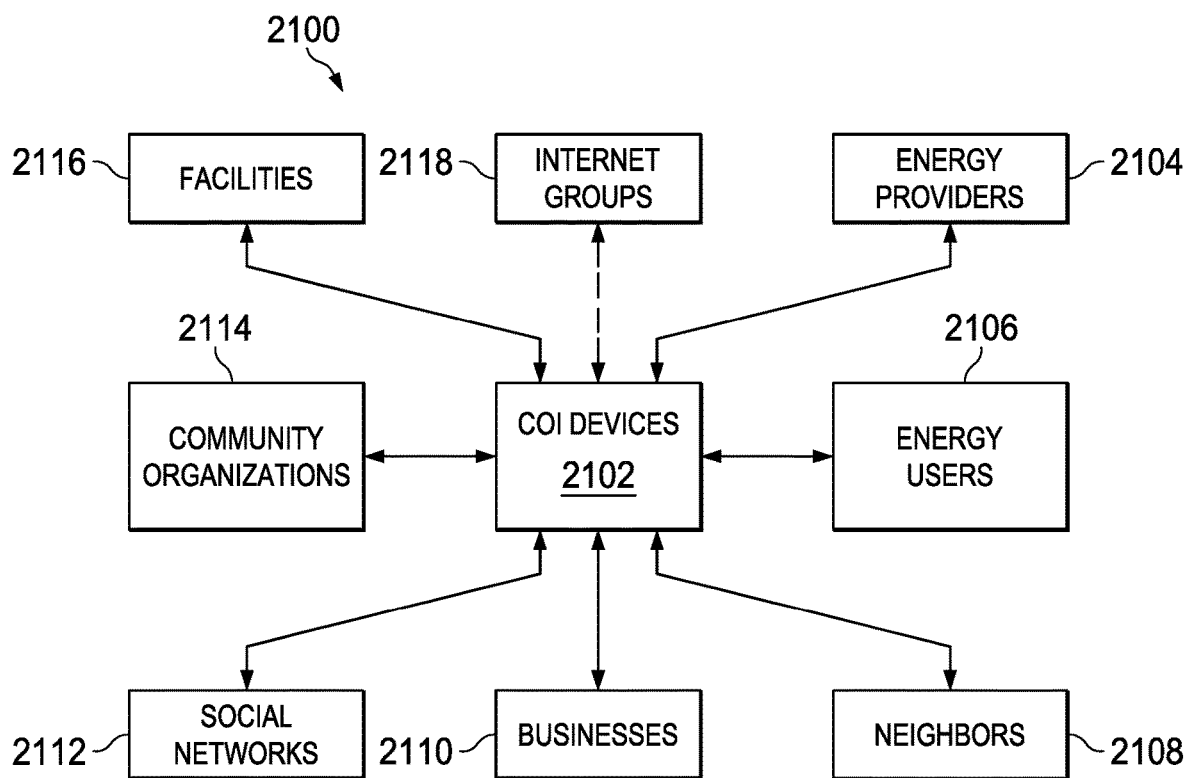 2100
2116
FACILITIES
2118
INTERNET
GROUPS
ENERGY
PROVIDERS
2104
2114
COMMUNITY
ORGANIZATIONS
COI DEVICES
2102
2106
ENERGY
USERS
2112
SOCIAL
NETWORKS
2110
BUSINESSES
NEIGHBORS
2108